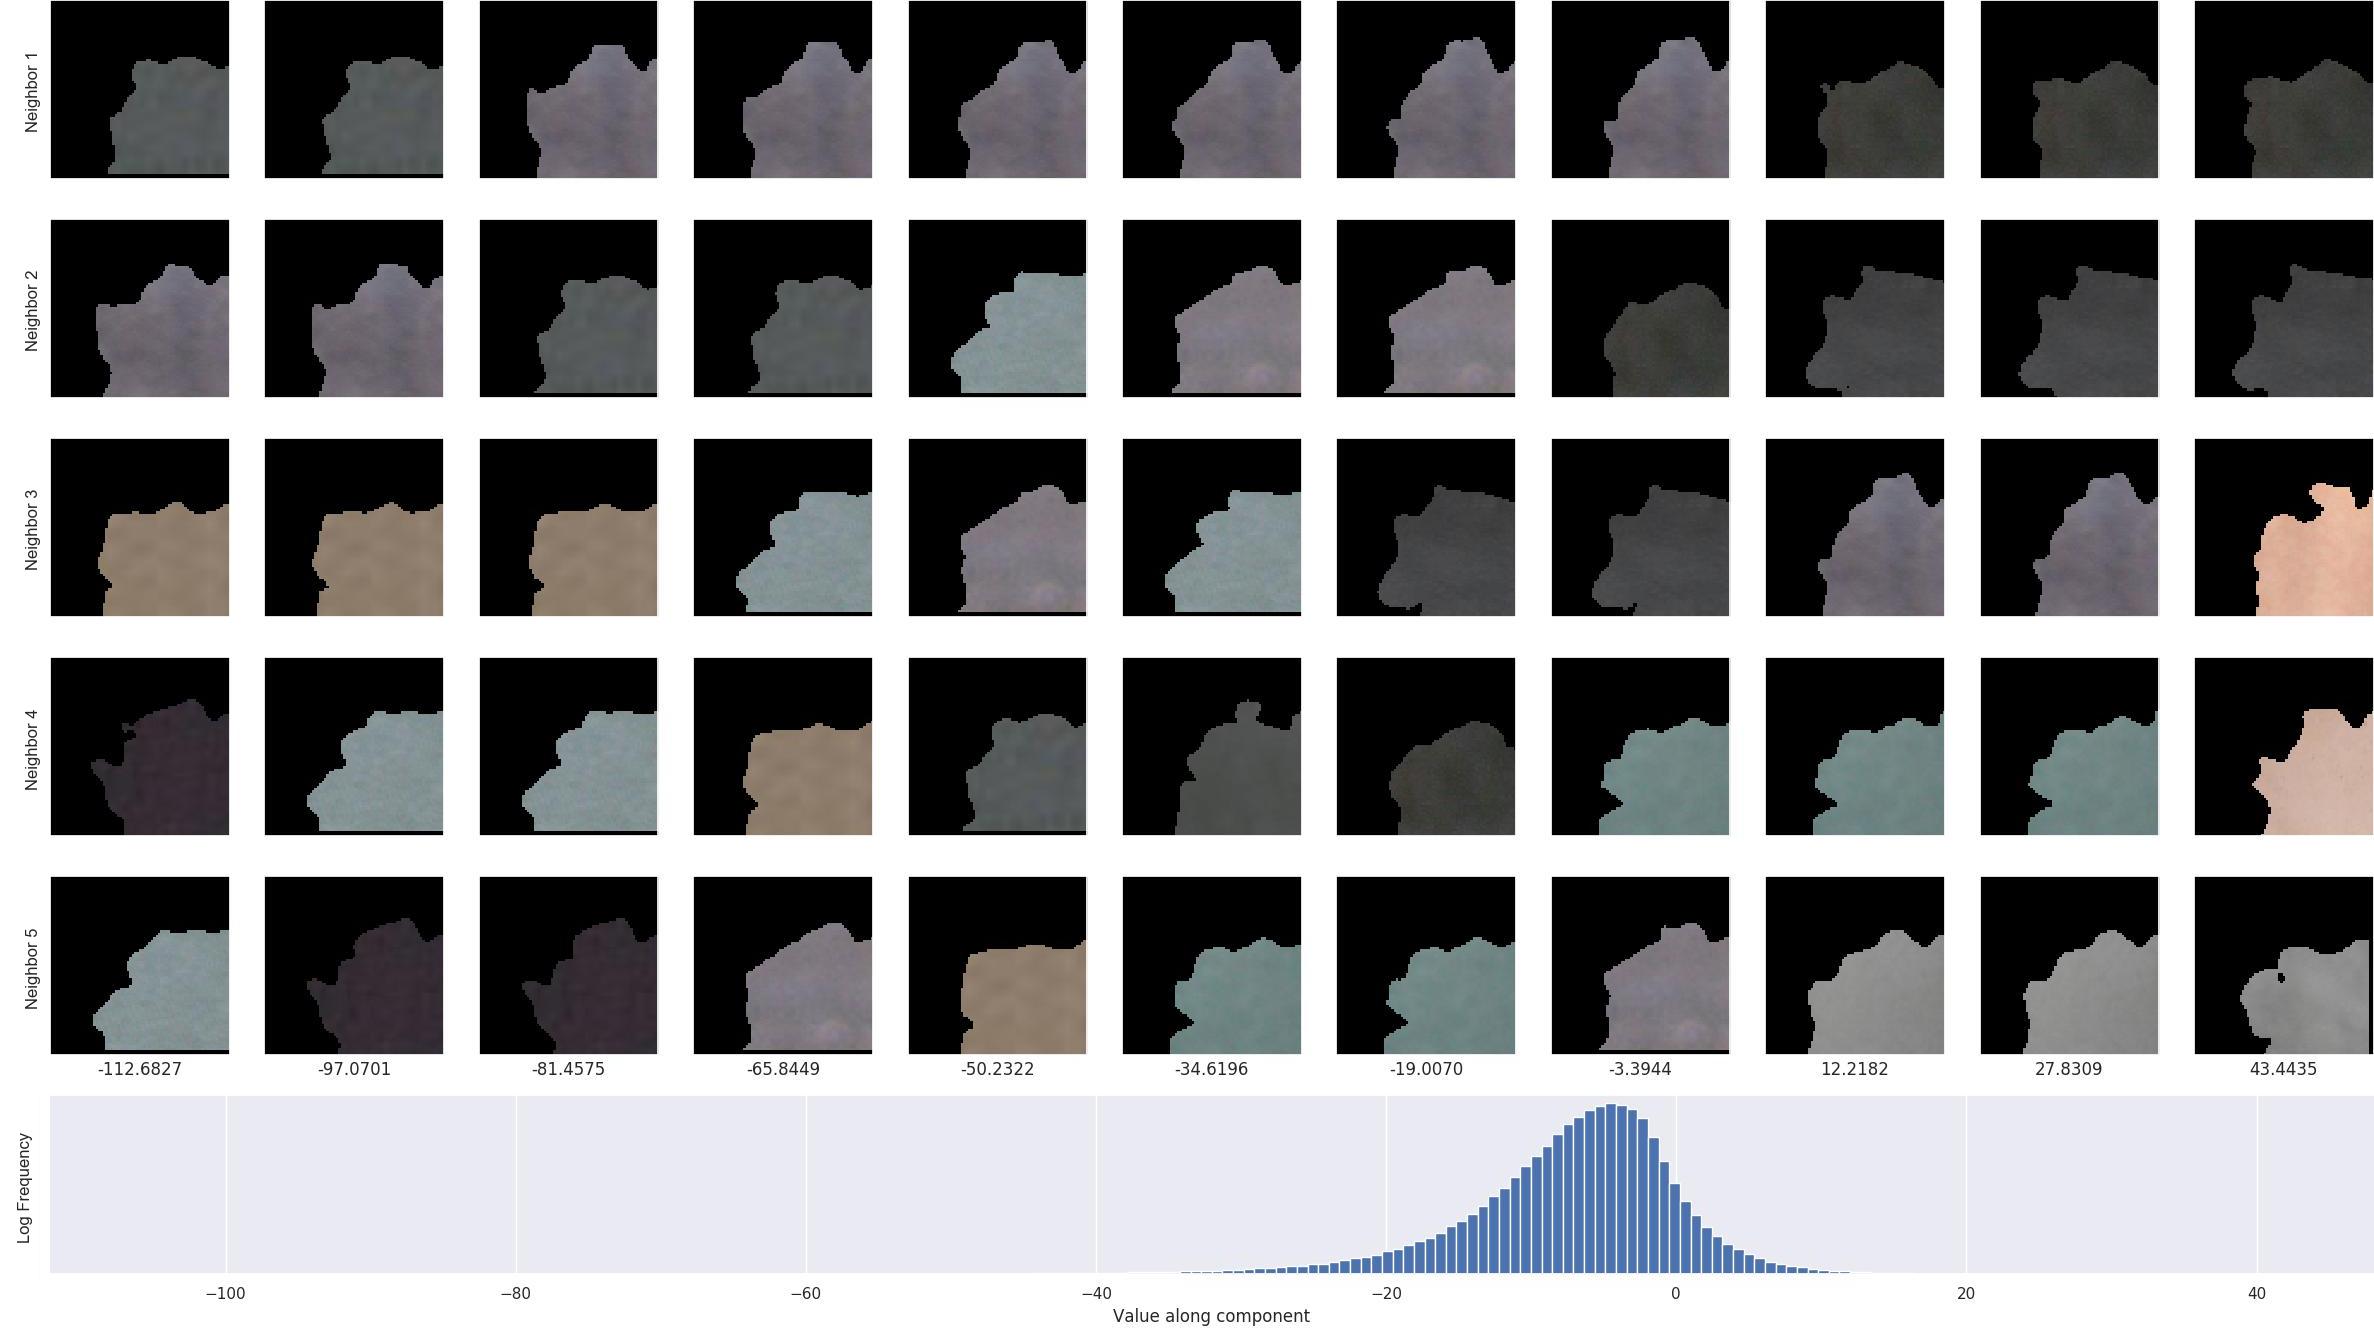 Neighbor 1
Neighbor 2
Neighbor 3
Neighbor 4
Neighbor 5
-112.6827 -97.0701 -81.4575 -65.8449 -50.2322 -34.6196 -19.0070 -3.3944 12.2182 27.8309 43.4435
Log Frequency
−100 −80 −60 −40 −20 0 20 40
Value along component